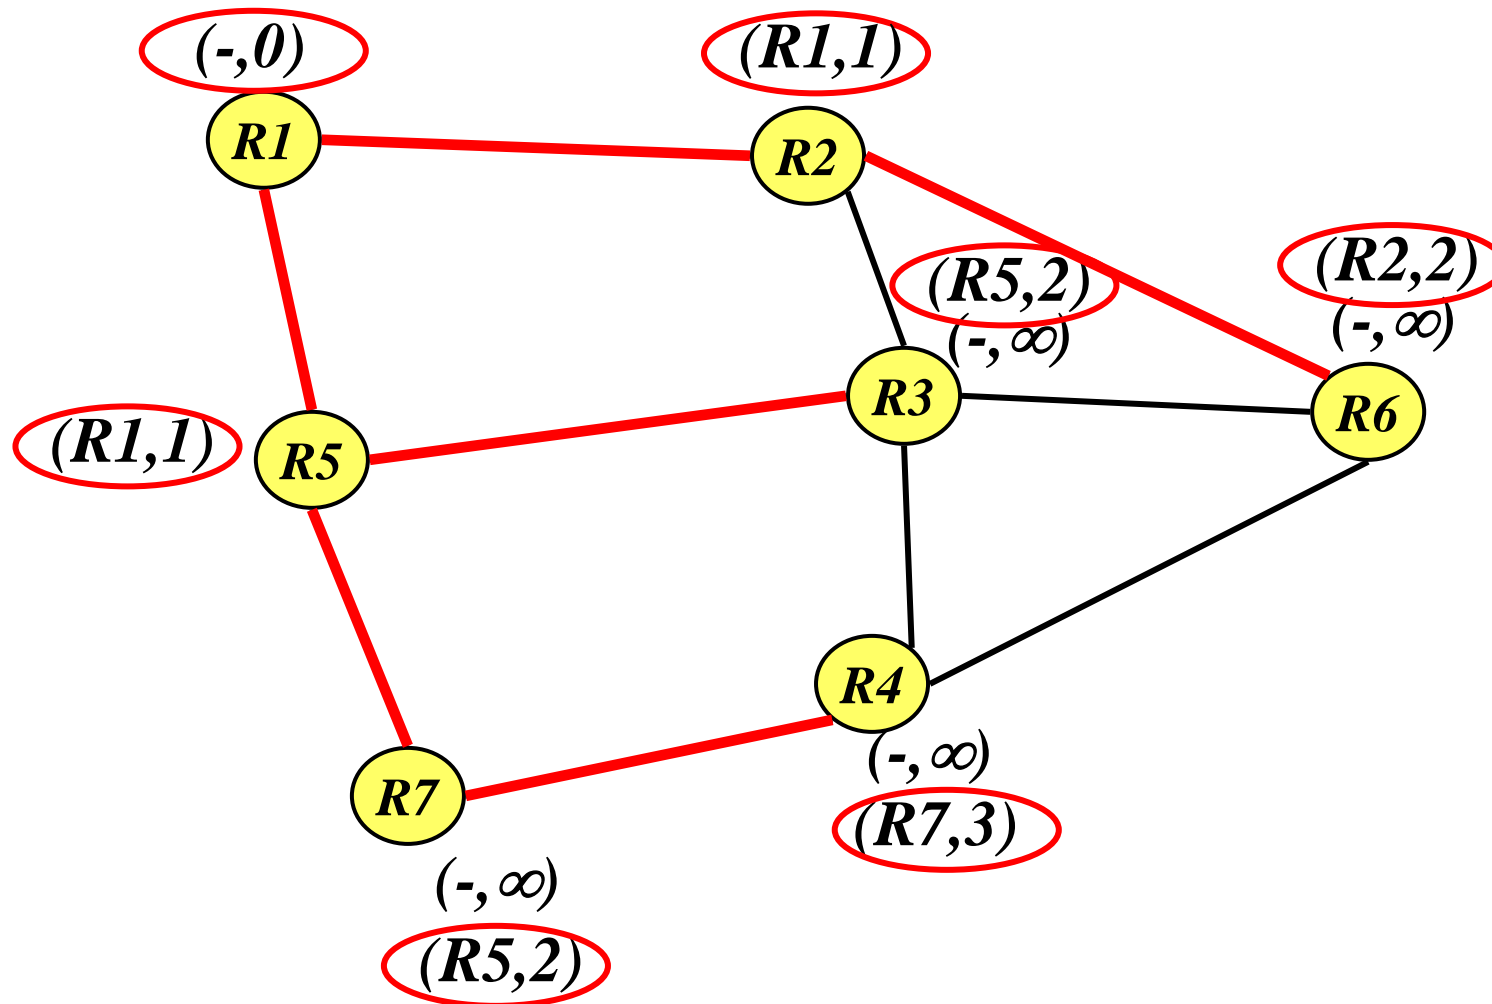 (-,0)
(R1,1)
R1
R2
(R2,2)
(R5,2)
(-,∞)
(-,∞)
R3
R6
(R1,1)
R5
R4
(-,∞)
R7
(R7,3)
(-,∞)
(R5,2)